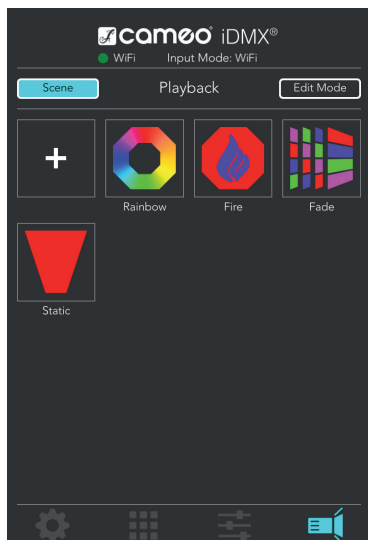 cameo iDMX®
WiFi Input Mode: WiFi
Scene Playback Edit Mode
Rainbow Fire Fade
Static